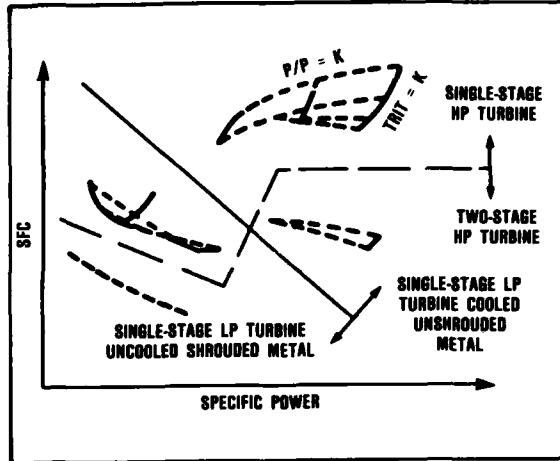 P/P = K
TRIT = K
SINGLE-STAGE
HP TURBINE
TWO-STAGE
HP TURBINE
SFC
SINGLE-STAGE LP
TURBINE COOLED
UNSHROUDED
METAL
SINGLE-STAGE LP TURBINE
UNCOOLED SHROUDED METAL
SPECIFIC POWER